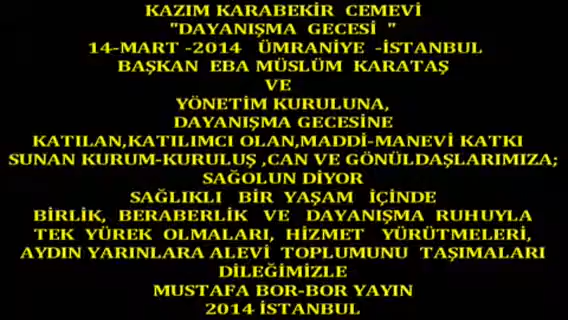 KAZIM KARABEKİR CEMEVİ
"DAYANIŞMA GECESİ "
14-MART -2014 ÜMRANİYE -İSTANBUL
BAŞKAN EBA MÜSLÜM KARATAŞ
VE
YÖNETİM KURULUNA,
DAYANIŞMA GECESİNE
KATILAN,KATILIMCI OLAN,MADDİ-MANEVİ KATKI
SUNAN KURUM-KURULUŞ ,CAN VE GÖNÜLDAŞLARIMIZA;
SAĞOLUN DİYOR
SAĞLIKLI BİR YAŞAM İÇİNDE
BİRLİK, BERABERLİK VE DAYANIŞMA RUHUYLA
TEK YÜREK OLMALARI, HİZMET YÜRÜTMELERİ,
AYDIN YARINLARA ALEVİ TOPLUMUNU TAŞIMALARI
DİLEĞİMİZLE
MUSTAFA BOR-BOR YAYIN
2014 İSTANBUL